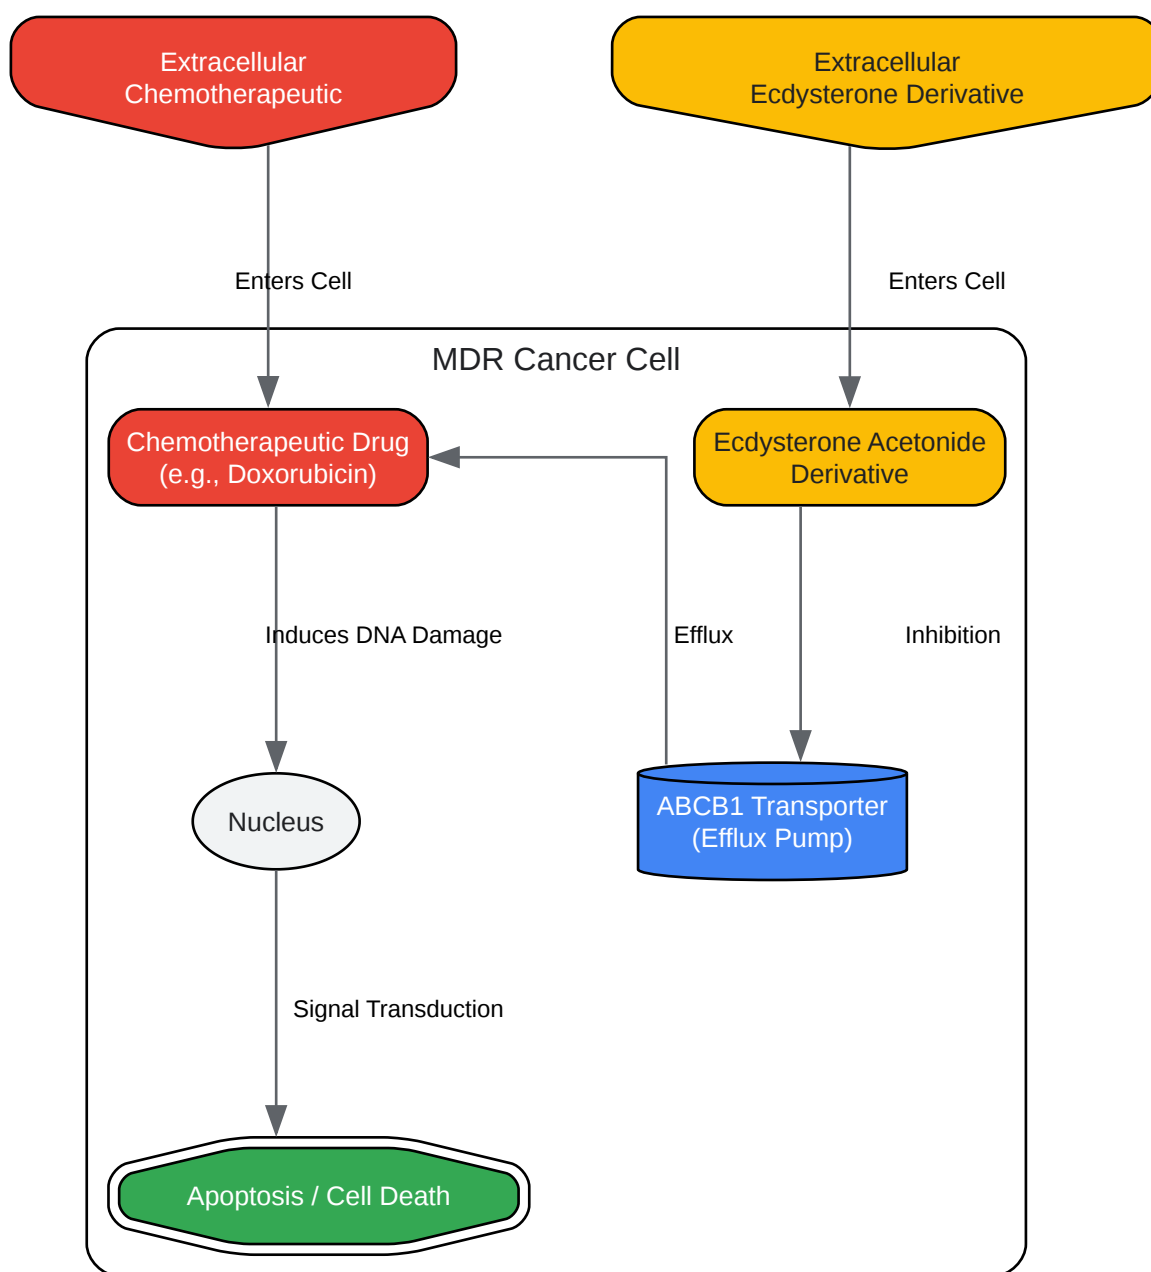 Extracellular
Chemotherapeutic
Extracellular
Ecdysterone Derivative
Enters Cell
Enters Cell
MDR Cancer Cell
Chemotherapeutic Drug
(e.g., Doxorubicin)
Ecdysterone Acetonide
Derivative
Induces DNA Damage
Efflux
Inhibition
Nucleus
ABCB1 Transporter
(Efflux Pump)
Signal Transduction
Apoptosis / Cell Death